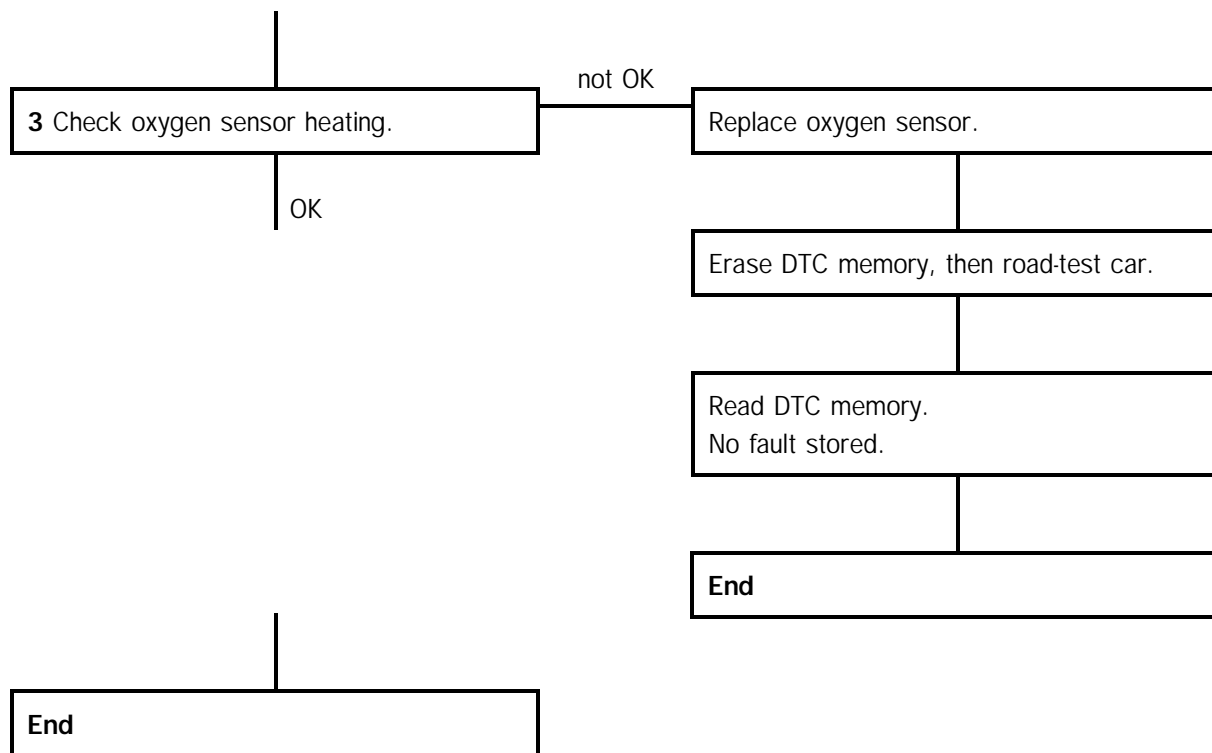 not OK
3 Check oxygen sensor heating.
Replace oxygen sensor.
OK
Erase DTC memory, then road-test car.
Read DTC memory.
No fault stored.
End
End